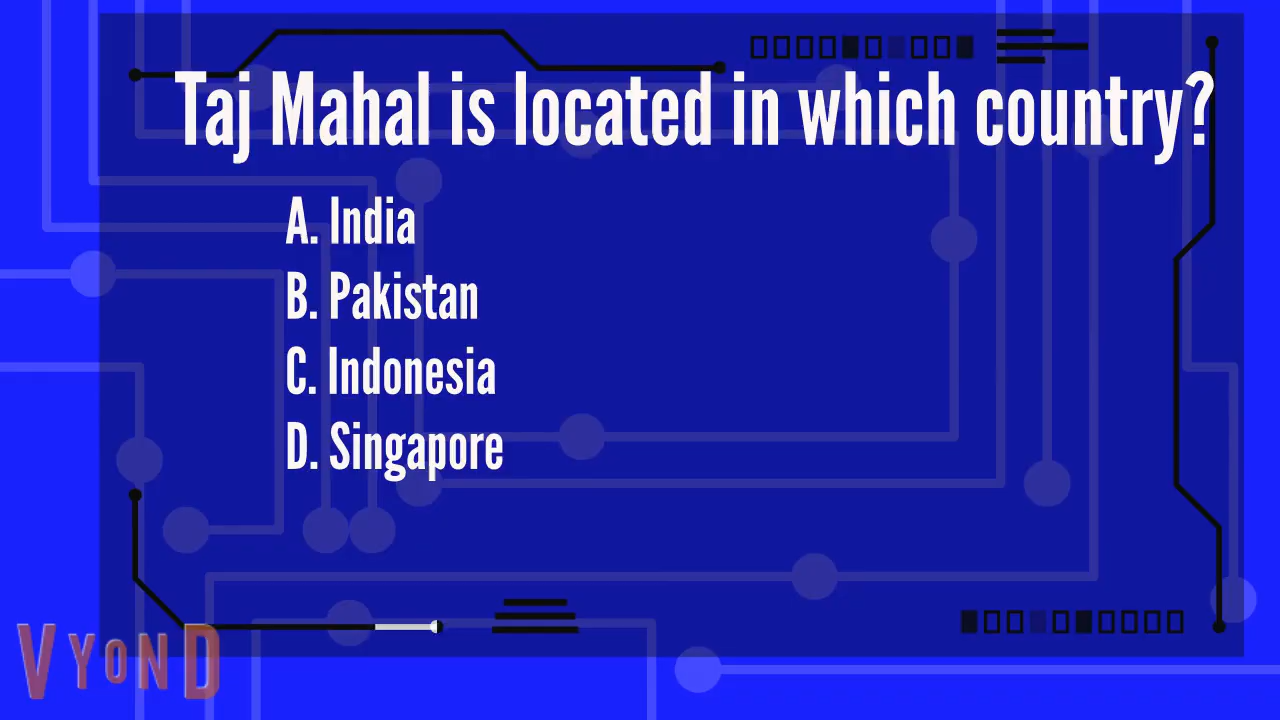 Taj Mahal is located in which country?
A. India
B. Pakistan
C. Indonesia
D. Singapore
VYOND